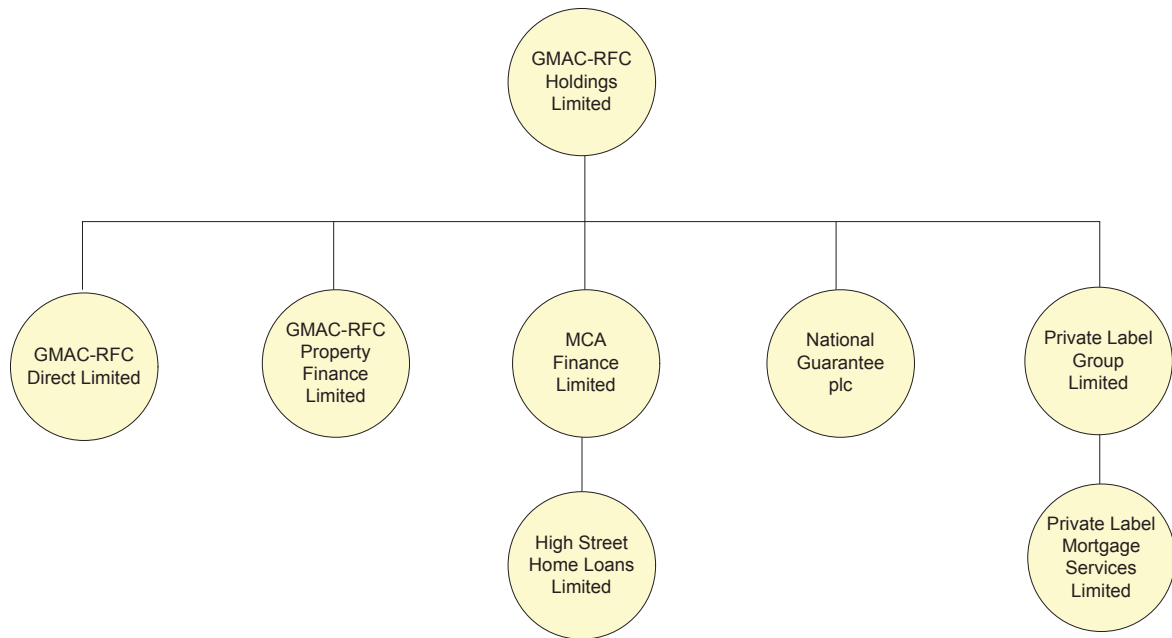 GMAC-RFC
Holdings
Limited
GMAC-RFC
Direct Limited
GMAC-RFC
Property
Finance
Limited
MCA
Finance
Limited
National
Guarantee
plc
Private Label
Group
Limited
High Street
Home Loans
Limited
Private Label
Mortgage
Services
Limited